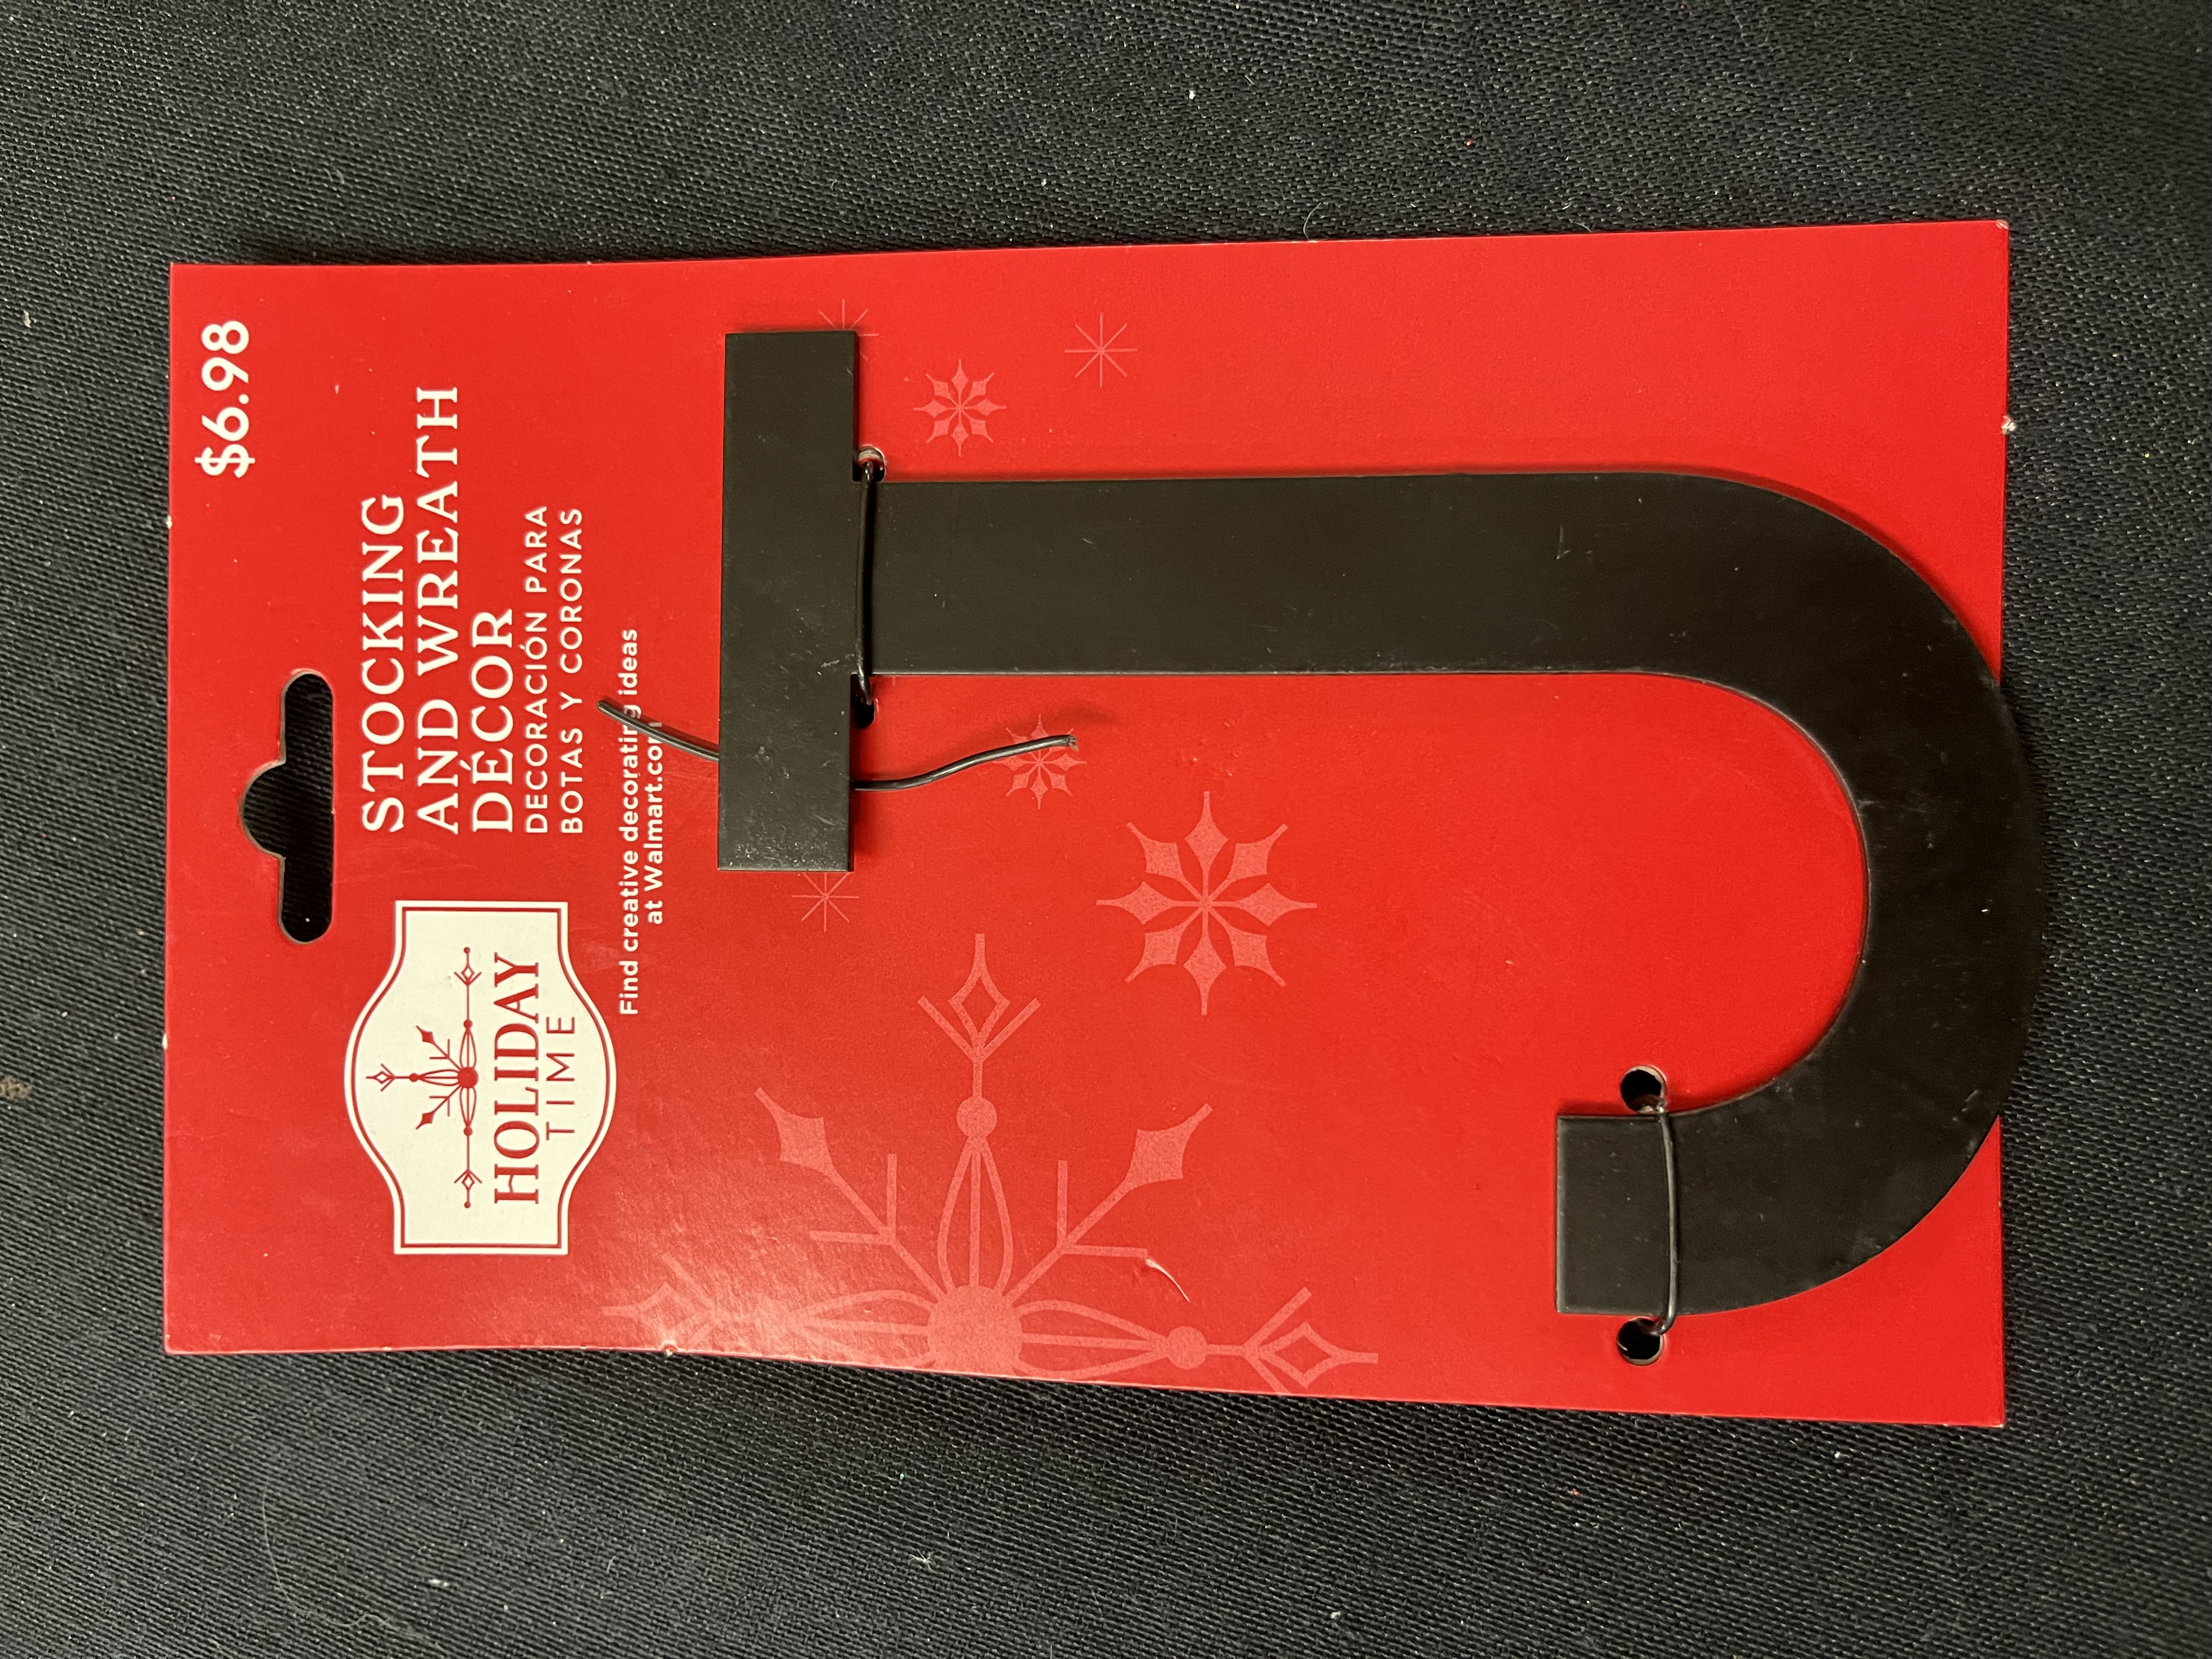 $6.98
STOCKING
AND WREATH
DÉCOR
DECORACIÓN PARA
BOTAS Y CORONAS
HOLIDAY
TIME
Find creative decorating ideas
at Walmart.com
J